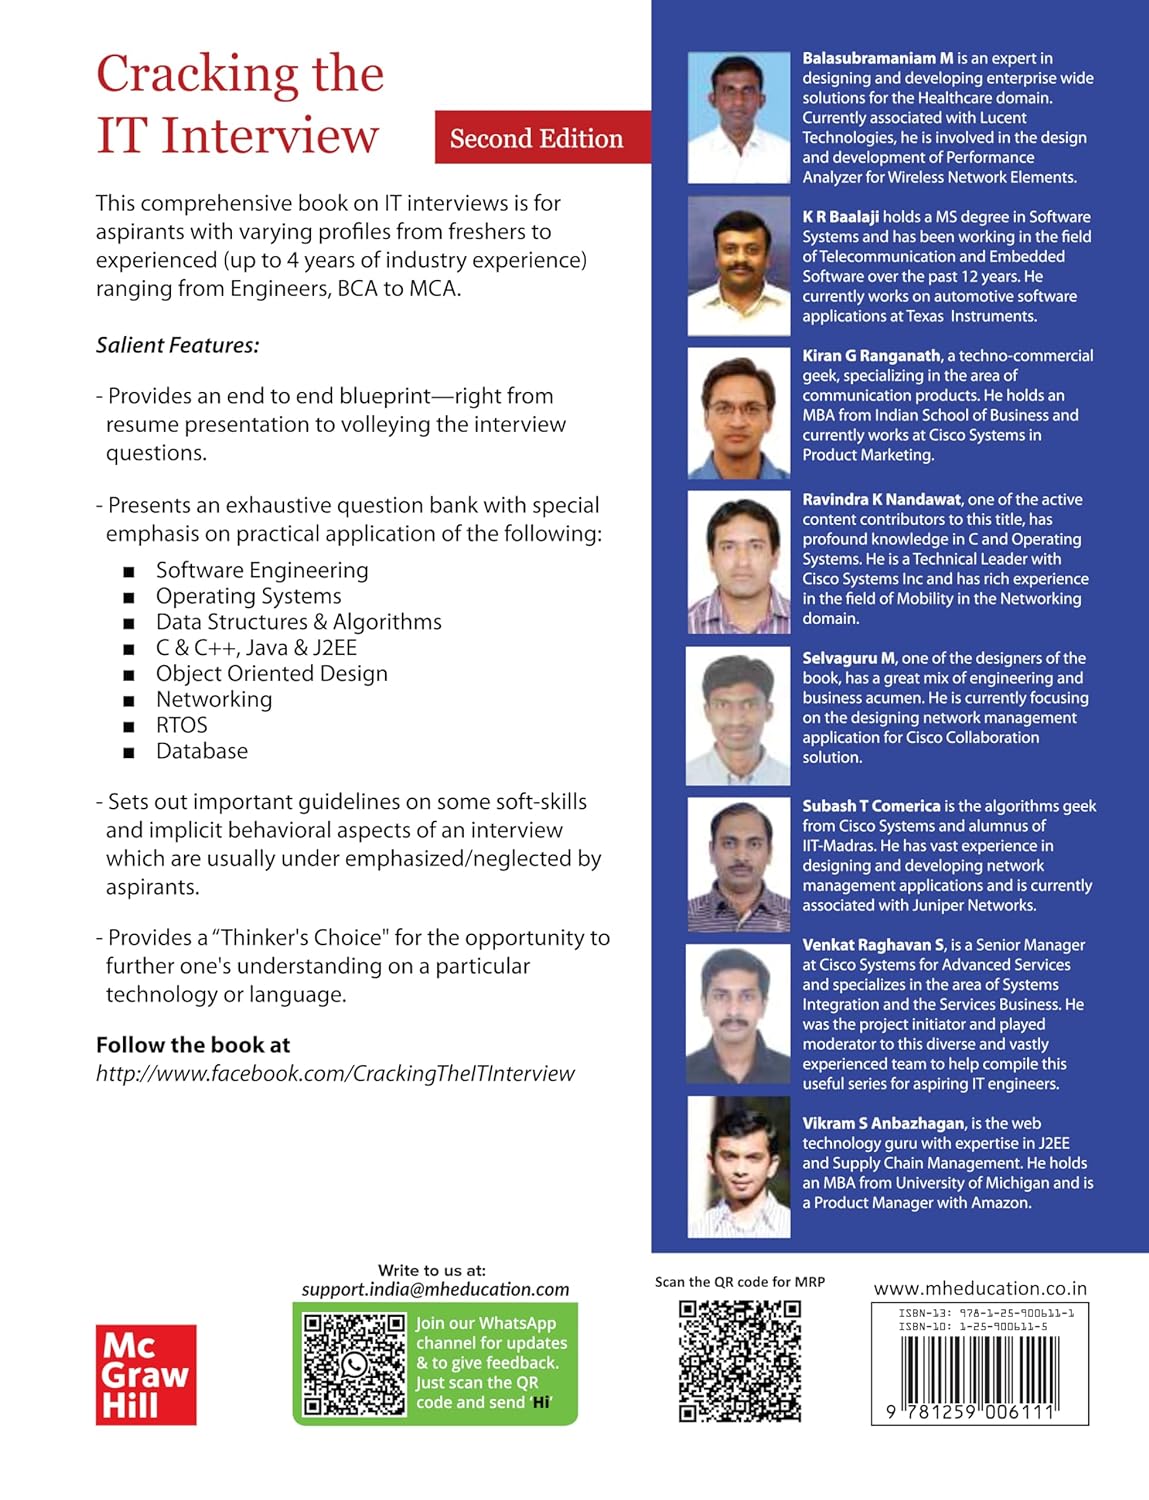 Cracking the
IT Interview
Second Edition
This comprehensive book on IT interviews is for
aspirants with varying profiles from freshers to
experienced (up to 4 years of industry experience)
ranging from Engineers, BCA to MCA.
Salient Features:
- Provides an end to end blueprint—right from
resume presentation to volleying the interview
questions.
- Presents an exhaustive question bank with special
emphasis on practical application of the following:
■ Software Engineering
■ Operating Systems
■ Data Structures & Algorithms
■ C & C++, Java & J2EE
■ Object Oriented Design
■ Networking
■ RTOS
■ Database
- Sets out important guidelines on some soft-skills
and implicit behavioral aspects of an interview
which are usually under emphasized/neglected by
aspirants.
- Provides a “Thinker's Choice" for the opportunity to
further one's understanding on a particular
technology or language.
Follow the book at
http://www.facebook.com/CrackingTheITInterview
Balasubramaniam M is an expert in
designing and developing enterprise wide
solutions for the Healthcare domain.
Currently associated with Lucent
Technologies, he is involved in the design
and development of Performance
Analyzer for Wireless Network Elements.
K R Baalaji holds a MS degree in Software
Systems and has been working in the field
of Telecommunication and Embedded
Software over the past 12 years. He
currently works on automotive software
applications at Texas Instruments.
Kiran G Ranganath, a techno-commercial
geek, specializing in the area of
communication products. He holds an
MBA from Indian School of Business and
currently works at Cisco Systems in
Product Marketing.
Ravindra K Nandawat, one of the active
content contributors to this title, has
profound knowledge in C and Operating
Systems. He is a Technical Leader with
Cisco Systems Inc and has rich experience
in the field of Mobility in the Networking
domain.
Selvaguru M, one of the designers of the
book, has a great mix of engineering and
business acumen. He is currently focusing
on the designing network management
application for Cisco Collaboration
solution.
Subash T Comerica is the algorithms geek
from Cisco Systems and alumnus of
IIT-Madras. He has vast experience in
designing and developing network
management applications and is currently
associated with Juniper Networks.
Venkat Raghavan S, is a Senior Manager
at Cisco Systems for Advanced Services
and specializes in the area of Systems
Integration and the Services Business. He
was the project initiator and played
moderator to this diverse and vastly
experienced team to help compile this
useful series for aspiring IT engineers.
Vikram S Anbazhagan, is the web
technology guru with expertise in J2EE
and Supply Chain Management. He holds
an MBA from University of Michigan and is
a Product Manager with Amazon.
Mc
Graw
Hill
Write to us at:
support.india@mheducation.com
Join our WhatsApp
channel for updates
& to give feedback.
Just scan the QR
code and send ‘Hi’
Scan the QR code for MRP
www.mheducation.co.in
ISBN-13: 978-1-25-900611-1
ISBN-10: 1-25-900611-5
9 781259 006111